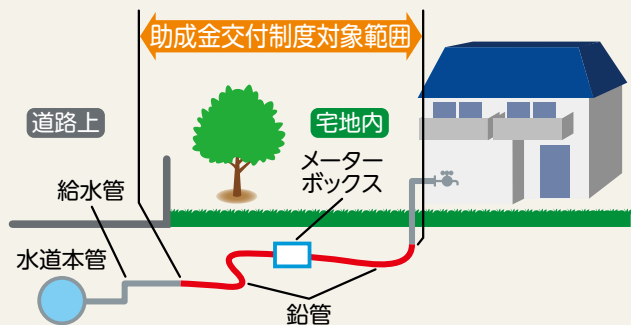 助成金交付制度対象範囲
道路上
宅地内
メーター
ボックス
給水管
水道本管
鉛管